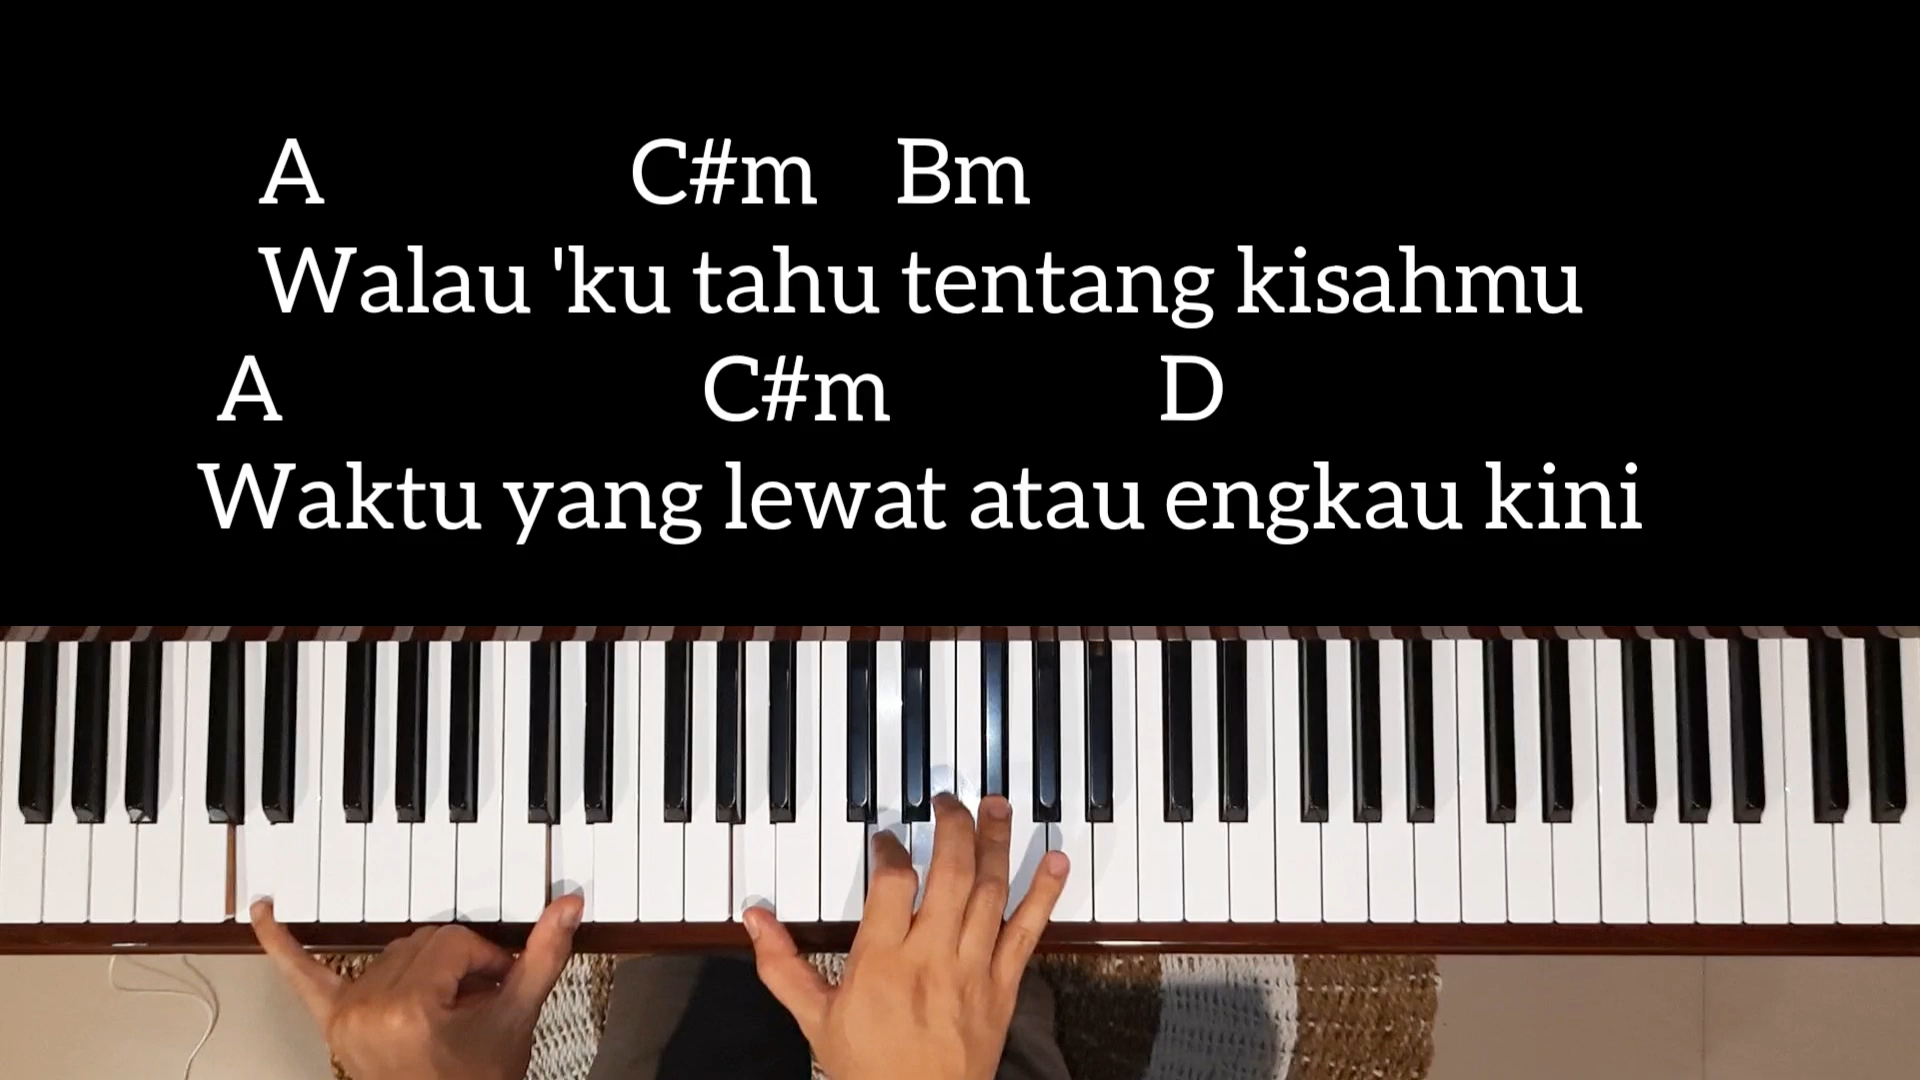 A C#m Bm
Walau 'ku tahu tentang kisahmu
A C#m D
Waktu yang lewat atau engkau kini